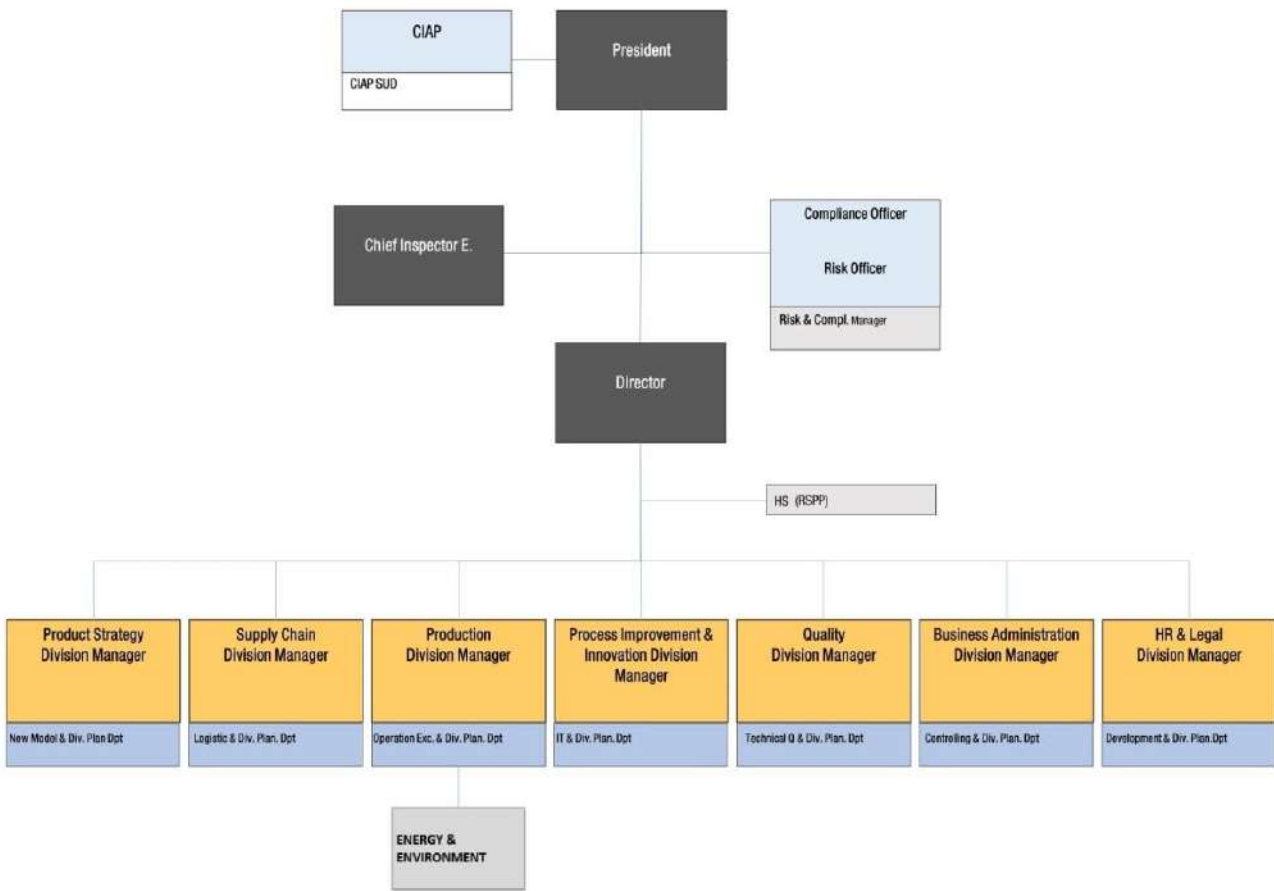 CIAP
CIAP SUD
President
Chief Inspector E.
Compliance Officer
Risk Officer
Risk & Compl. Manager
Director
HS (RSPP)
Product Strategy
Division Manager
New Model & Div. Plan Dpt
Supply Chain
Division Manager
Logistic & Div. Plan. Dpt
Production
Division Manager
Operation Exc. & Div. Plan. Dpt
Process Improvement &
Innovation Division
Manager
IT & Div. Plan. Dpt
Quality
Division Manager
Technical Q & Div. Plan. Dpt
Business Administration
Division Manager
Controlling & Div. Plan. Dpt
HR & Legal
Division Manager
Development & Div. Plan.Dpt
ENERGY &
ENVIRONMENT